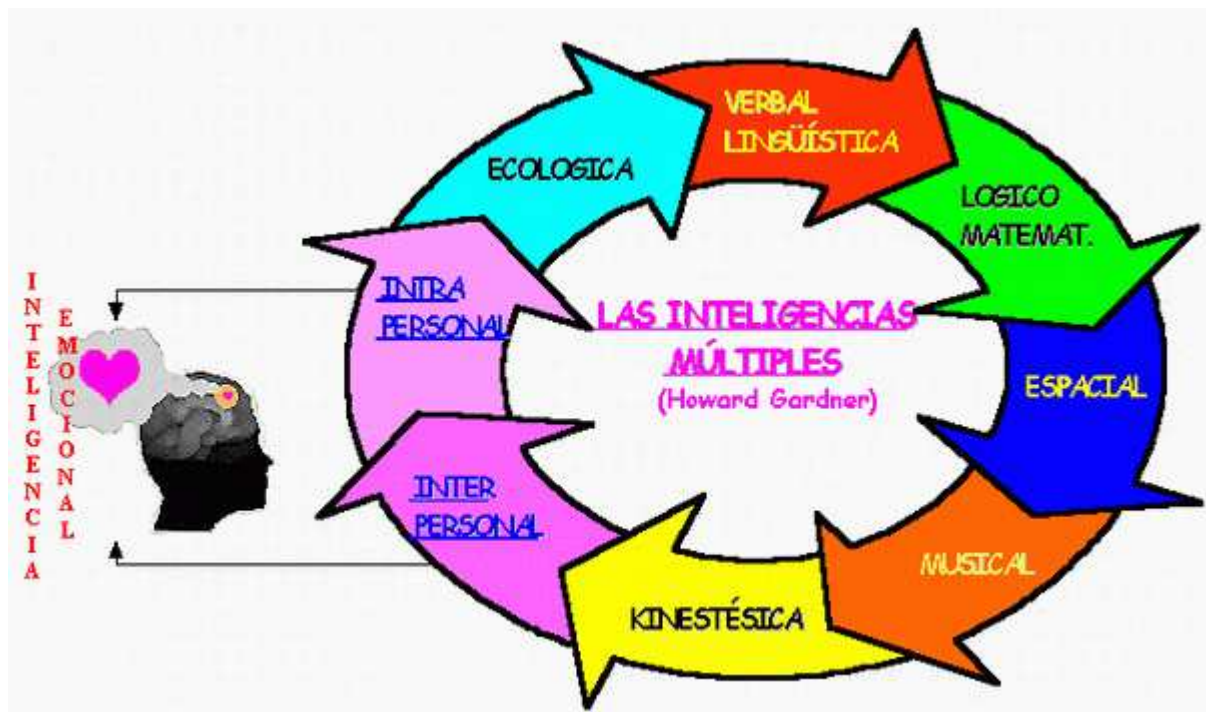 LAS INTELIGENCIAS
MÚLTIPLES
(Howard Gardner)
VERBAL
LINGÜÍSTICA
LOGICO
MATEMAT.
ESPACIAL
MUSICAL
KINESTÉSICA
INTER
PERSONAL
INTRA
PERSONAL
ECOLOGICA
INTELIGENCIA
EMOCIONAL